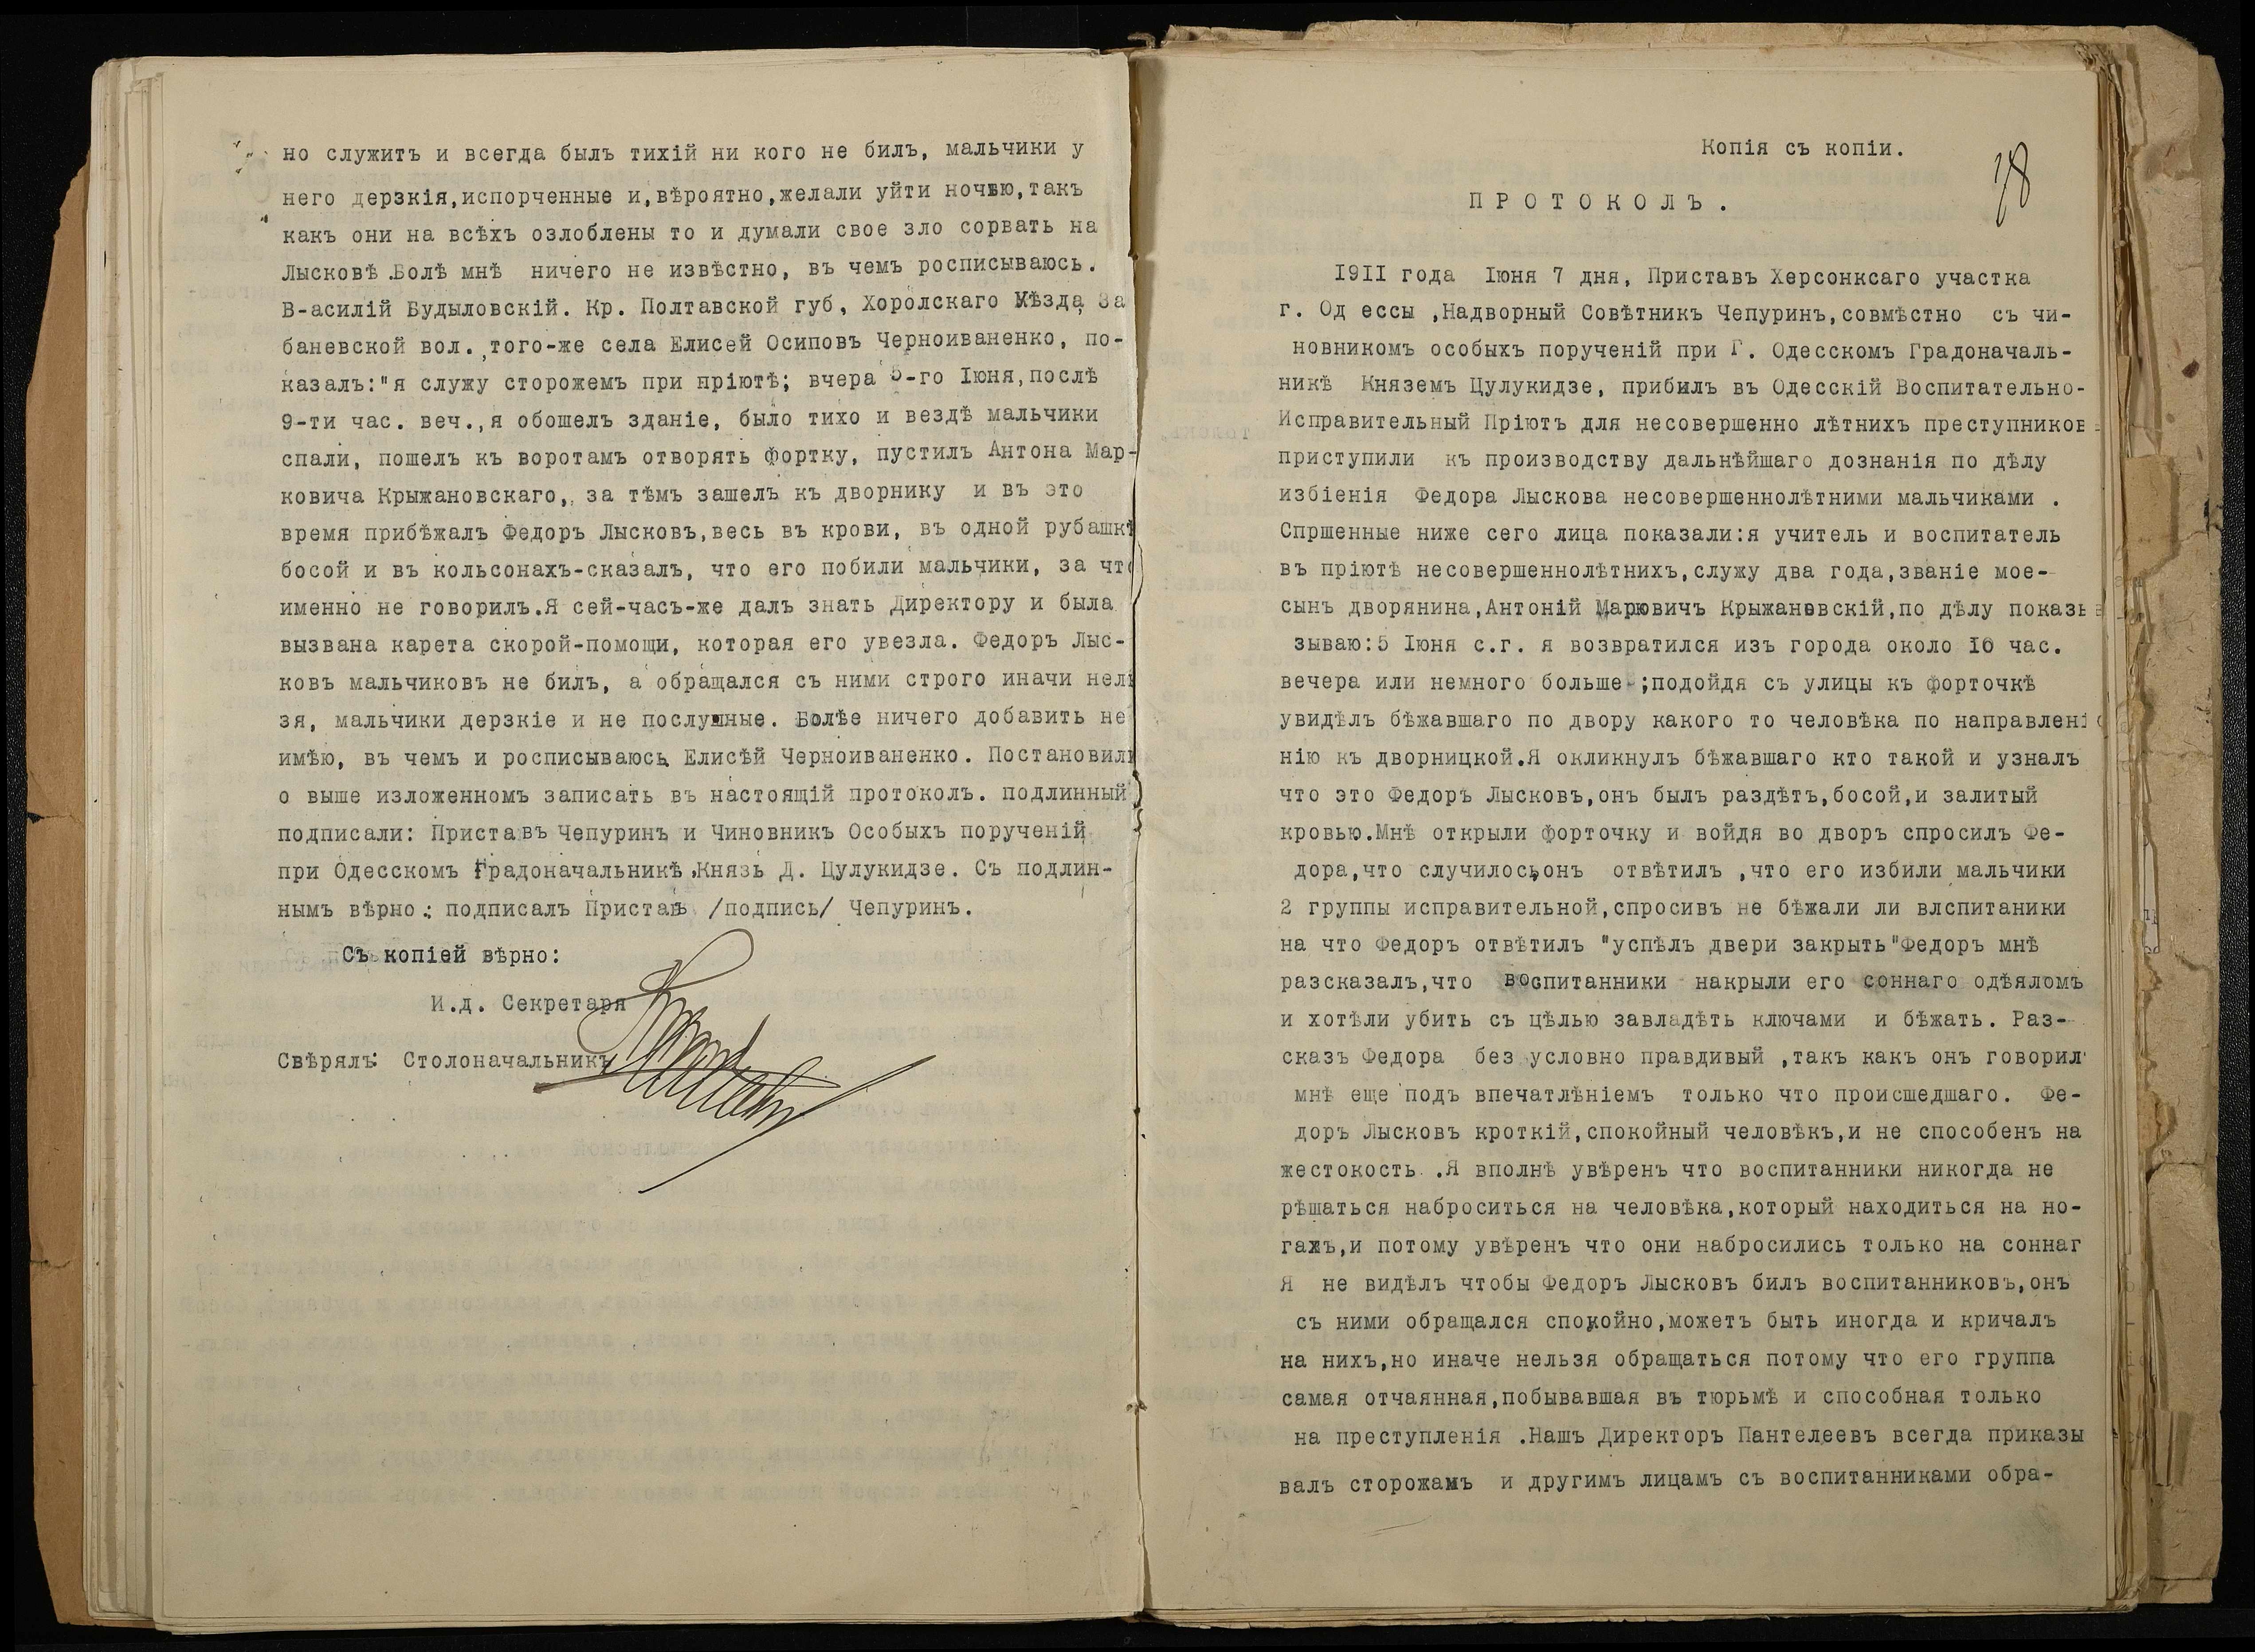 но служитъ и всегда былъ тихій ни кого не билъ, мальчики у
него дерзкія,испорченные и,вѣроятно,желали уйти ночью,такъ
какъ они на всѣхъ озлоблены то и думали свое зло сорвать на
Лысковѣ.Болѣ мнѣ ничего не извѣстно, въ чемъ росписываюсь.
В-асилій Будыловскій. Кр. Полтавской губ, Хоролскаго Уѣзда, За
баневской вол.,того-же села Елисей Осиповъ Черноиваненко, по-
казалъ:"я служу сторожемъ при пріютѣ; вчера 5-го Іюня,послѣ
9-ти час. веч.,я обошелъ зданіе, было тихо и вездѣ мальчики
спали, пошелъ къ воротамъ отворять фортку, пустилъ Антона Мар-
ковича Крыжановскаго, за тѣмъ зашелъ къ дворнику и въ это
время прибѣжалъ Федоръ Лысковъ,весь въ крови, въ одной рубашкѣ
босой и въ кольсонахъ-сказалъ, что его побили мальчики, за что
именно не говорилъ.Я сей-часъ-же далъ знать Директору и была
вызвана карета скорой-помощи, которая его увезла. Федоръ Лыс-
ковъ мальчиковъ не билъ, а обращался съ ними строго иначи нель
зя, мальчики дерзкіе и не послушные. Болѣе ничего добавить не
имѣю, въ чемъ и росписываюсь Елисѣй Черноиваненко. Постановили
о выше изложенномъ записать въ настоящій протоколъ. подлинный
подписали: Приставъ Чепуринъ и Чиновникъ Особыхъ порученій
при Одесскомъ Градоначальникѣ,Князь Д. Цулукидзе. Съ подлин-
нымъ вѣрно: подписалъ Приставъ /подпись/ Чепуринъ.
Съ копіей вѣрно:
И.д. Секретаря
Свѣрялъ: Столоначальникъ
Копія съ копіи.
78
ПРОТОКОЛЪ.
1911 года Іюня 7 дня, Приставъ Херсонксаго участка
г. Од ессы ,Надворный Совѣтникъ Чепуринъ,совмѣстно съ чи-
новникомъ особыхъ порученій при Г. Одесскомъ Градоначаль-
никѣ Княземъ Цулукидзе, прибылъ въ Одесскій Воспитательно-
Исправительный Пріютъ для несовершенно лѣтнихъ преступников
приступили къ производству дальнѣйшаго дознанія по дѣлу
избіенія Федора Лыскова несовершеннолѣтними мальчиками .
Спршенные ниже сего лица показали:я учитель и воспитатель
въ пріютѣ несовершеннолѣтнихъ,служу два года,званіе мое-
сынъ дворянина,Антоній Марювичъ Крыжановскій,по дѣлу показы
зываю:5 Іюня с.г. я возвратился изъ города около 10 час.
вечера или немного больше-;подойдя съ улицы къ форточкѣ
увидѣлъ бѣжавшаго по двору какого то человѣка по направлені
нію къ дворницкой.Я окликнулъ бѣжавшаго кто такой и узналъ
что это Федоръ Лысковъ,онъ былъ раздѣтъ,босой,и залитый
кровью.Мнѣ открыли форточку и войдя во дворъ спросилъ Фе-
дора,что случилось,онъ отвѣтилъ ,что его избили мальчики
2 группы исправительной,спросивъ не бѣжали ли влспитаники
на что Федоръ отвѣтилъ "успѣлъ двери закрыть"Федоръ мнѣ
разсказалъ,что воспитанники накрыли его соннаго одѣяломъ
и хотѣли убить съ цѣлью завладѣть ключами и бѣжать. Раз-
сказъ Федора без условно правдивый ,такъ какъ онъ говорил
мнѣ еще подъ впечатлѣніемъ только что происшедшаго. Фе-
доръ Лысковъ кроткій,спокойный человѣкъ,и не способенъ на
жестокость .Я вполнѣ увѣренъ что воспитанники никогда не
рѣшаться наброситься на человѣка,который находиться на но-
гахъ,и потому увѣренъ что они набросились только на соннаг
Я не видѣлъ чтобы Федоръ Лысковъ билъ воспитанниковъ,онъ
съ ними обращался спокойно,можетъ быть иногда и кричалъ
на нихъ,но иначе нельзя обращаться потому что его группа
самая отчаянная,побывавшая въ тюрьмѣ и способная только
на преступленія .Нашъ Директоръ Пантелеевъ всегда приказы
валъ сторожамъ и другимъ лицамъ съ воспитанниками обра-